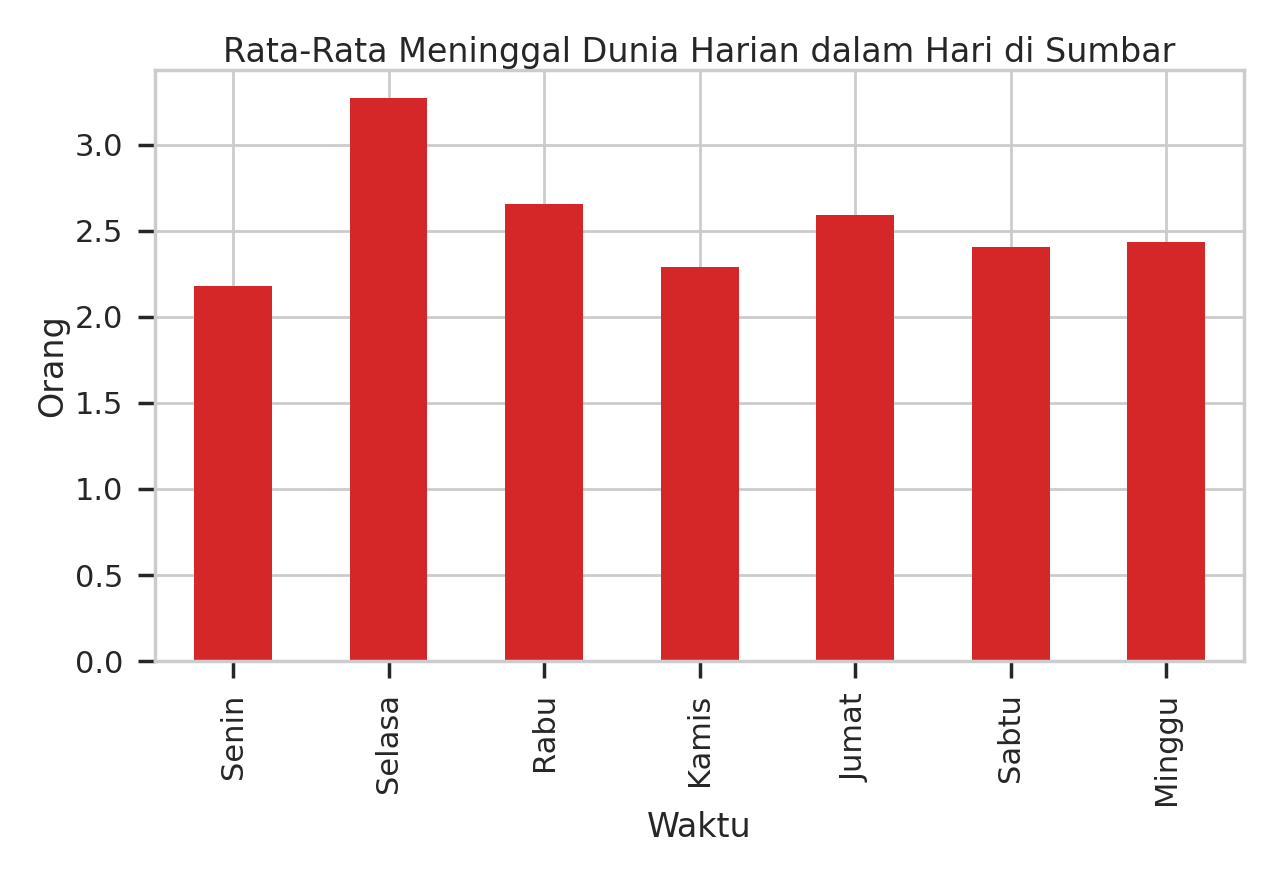 Rata-Rata Meninggal Dunia Harian dalam Hari di Sumbar
Orang
3.0
2.5
2.0
1.5
1.0
0.5
0.0
Senin
Selasa
Rabu
Kamis
Jumat
Sabtu
Minggu
Waktu